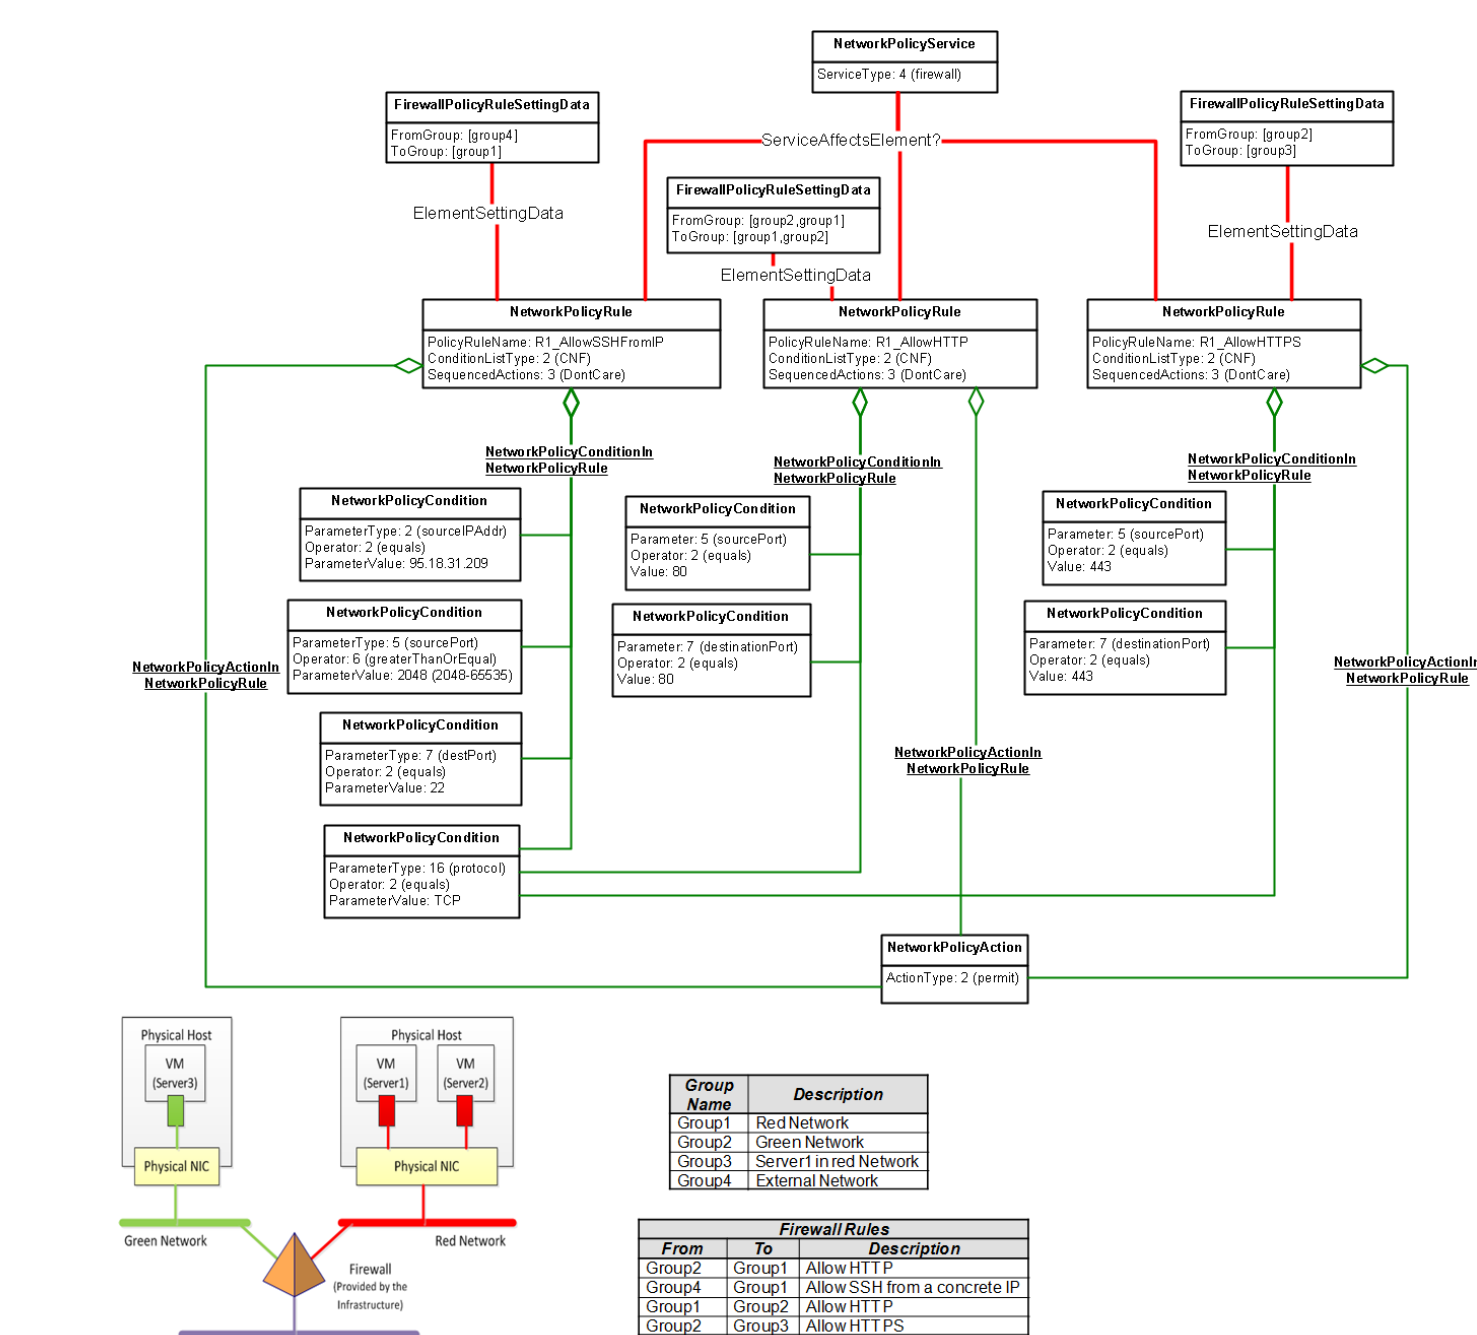 NetworkPolicyService
ServiceType: 4 (firewall)
FirewallPolicyRuleSettingData
FromGroup: [group4]
ToGroup: [group1]
FirewallPolicyRuleSettingData
FromGroup: [group2]
ToGroup: [group3]
ServiceAffectsElement?
FirewallPolicyRuleSettingData
FromGroup: [group2,group1]
ToGroup: [group1,group2]
ElementSettingData
ElementSettingData
ElementSettingData
NetworkPolicyRule
PolicyRuleName: R1_AllowSSHFromIP
ConditionListType: 2 (CNF)
SequencedActions: 3 (DontCare)
NetworkPolicyRule
PolicyRuleName: R1_AllowHTTP
ConditionListType: 2 (CNF)
SequencedActions: 3 (DontCare)
NetworkPolicyRule
PolicyRuleName: R1_AllowHTTPS
ConditionListType: 2 (CNF)
SequencedActions: 3 (DontCare)
NetworkPolicyConditionIn
NetworkPolicyRule
NetworkPolicyConditionIn
NetworkPolicyRule
NetworkPolicyConditionIn
NetworkPolicyRule
NetworkPolicyCondition
ParameterType: 2 (sourceIPAddr)
Operator: 2 (equals)
ParameterValue: 95.18.31.209
NetworkPolicyCondition
Parameter: 5 (sourcePort)
Operator: 2 (equals)
Value: 80
NetworkPolicyCondition
Parameter: 5 (sourcePort)
Operator: 2 (equals)
Value: 443
NetworkPolicyCondition
ParameterType: 5 (sourcePort)
Operator: 6 (greaterThanOrEqual)
ParameterValue: 2048 (2048-65535)
NetworkPolicyCondition
Parameter: 7 (destinationPort)
Operator: 2 (equals)
Value: 80
NetworkPolicyCondition
Parameter: 7 (destinationPort)
Operator: 2 (equals)
Value: 443
NetworkPolicyActionIn
NetworkPolicyRule
NetworkPolicyActionIn
NetworkPolicyRule
NetworkPolicyCondition
ParameterType: 7 (destPort)
Operator: 2 (equals)
ParameterValue: 22
NetworkPolicyActionIn
NetworkPolicyRule
NetworkPolicyCondition
ParameterType: 16 (protocol)
Operator: 2 (equals)
ParameterValue: TCP
NetworkPolicyAction
ActionType: 2 (permit)
Physical Host
VM
(Server3)
Physical NIC
Physical Host
VM
(Server1)
VM
(Server2)
Physical NIC
Green Network
Red Network
Firewall
(Provided by the
Infrastructure)
Group Name Description
Group1 Red Network
Group2 Green Network
Group3 Server1 in red Network
Group4 External Network
Firewall Rules
From To Description
Group2 Group1 Allow HTTP
Group4 Group1 Allow SSH from a concrete IP
Group1 Group2 Allow HTTP
Group2 Group3 Allow HTTPS